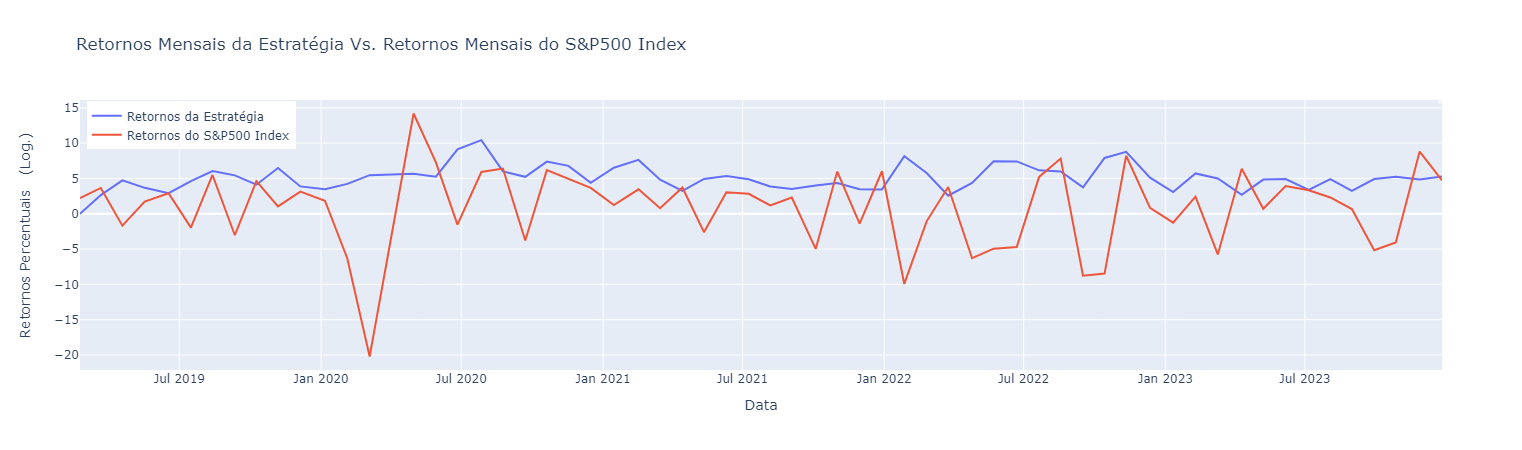 Retornos Mensais da Estratégia Vs. Retornos Mensais do S&P500 Index
Retornos Percentuais (Log.)
15
10
5
0
−5
−10
−15
−20
Retornos da Estratégia
Retornos do S&P500 Index
Jul 2019
Jan 2020
Jul 2020
Jan 2021
Jul 2021
Jan 2022
Jul 2022
Jan 2023
Jul 2023
Data